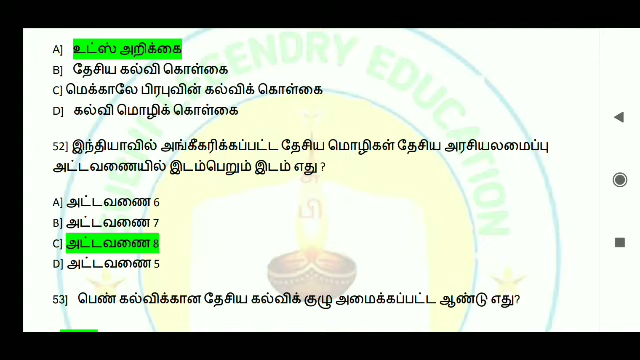 A] உட்ஸ் அறிக்கை
B] தேசிய கல்வி கொள்கை
C] மெக்காலே பிரபுவின் கல்விக் கொள்கை
D] கல்வி மொழிக் கொள்கை
52] இந்தியாவில் அங்கீகரிக்கப்பட்ட தேசிய மொழிகள் தேசிய அரசியலமைப்பு
அட்டவணையில் இடம்பெறும் இடம் எது ?
A] அட்டவணை 6
B] அட்டவணை 7
C] அட்டவணை 8
D] அட்டவணை 5
53] பெண் கல்விக்கான தேசிய கல்விக் குழு அமைக்கப்பட்ட ஆண்டு எது?